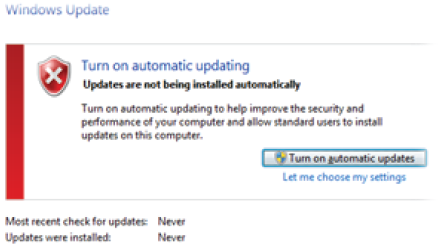 Windows Update
Turn on automatic updating
Updates are not being installed automatically
Turn on automatic updating to help improve the security and
performance of your computer and allow standard users to install
updates on this computer.
Turn on automatic updates
Let me choose my settings
Most recent check for updates: Never
Updates were installed: Never